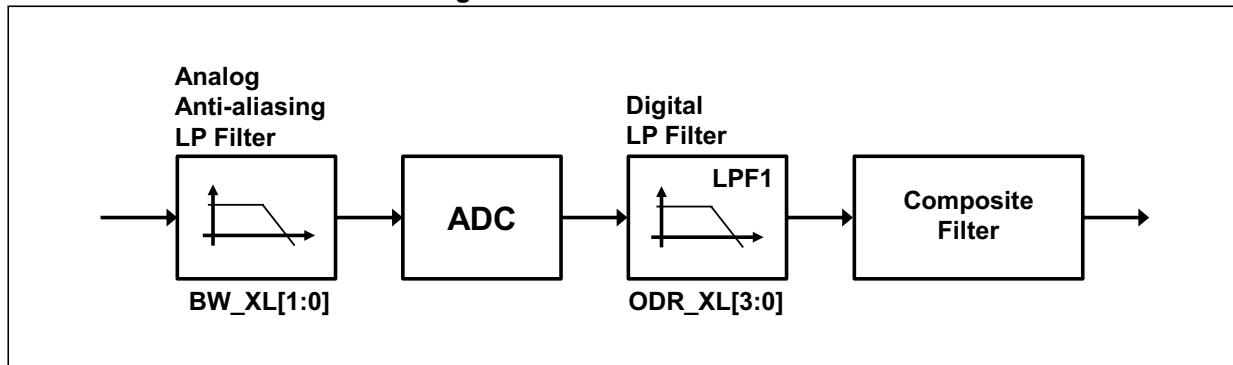 Analog
Anti-aliasing
LP Filter
BW_XL[1:0]
ADC
Digital
LP Filter
LPF1
ODR_XL[3:0]
Composite
Filter